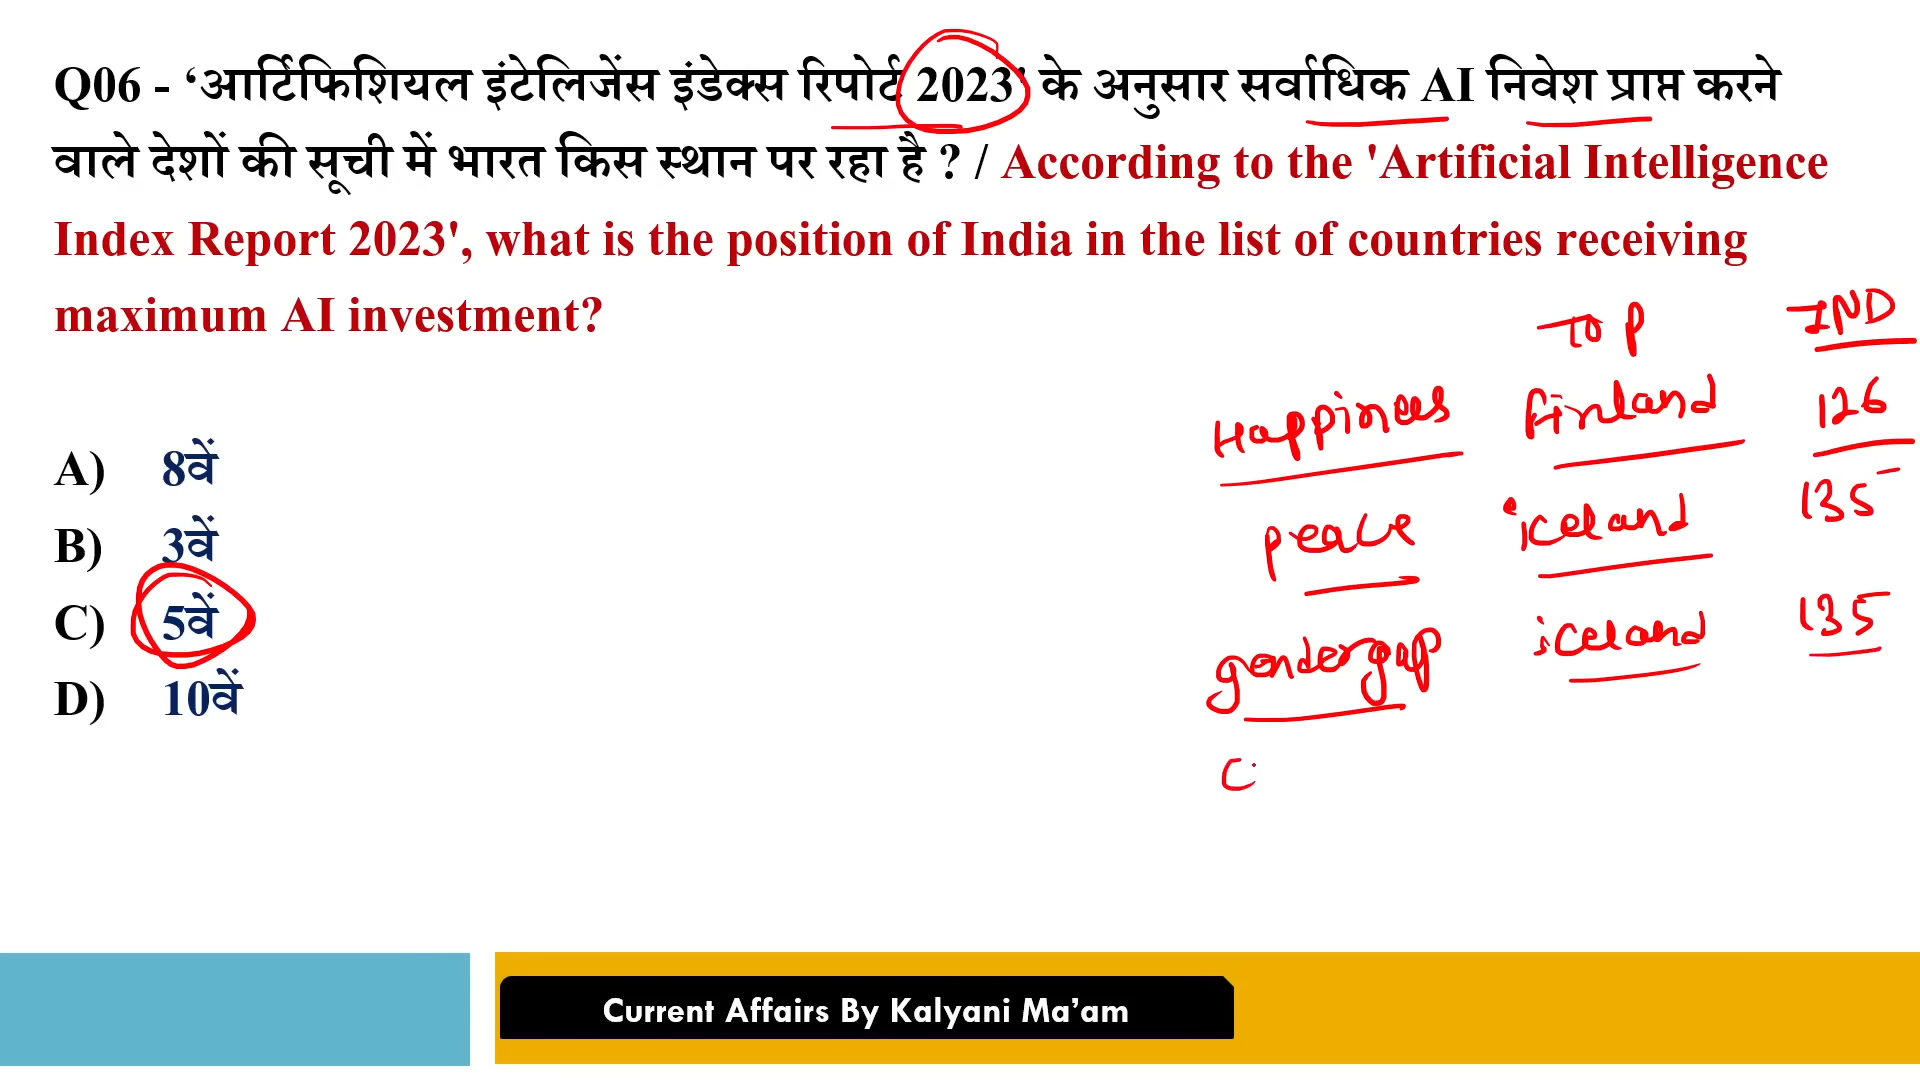 Q06 - ‘आर्टिफिशियल इंटेलिजेंस इंडेक्स रिपोर्ट 2023’ के अनुसार सर्वाधिक AI निवेश प्राप्त करने
वाले देशों की सूची में भारत किस स्थान पर रहा है ? / According to the 'Artificial Intelligence
Index Report 2023', what is the position of India in the list of countries receiving
maximum AI investment?
TOP IND
Happiness finland 126
A) 8वें
peace iceland 135
B) 3वें
C) 5वें
gendergap iceland 135
D) 10वें
C
Current Affairs By Kalyani Ma’am